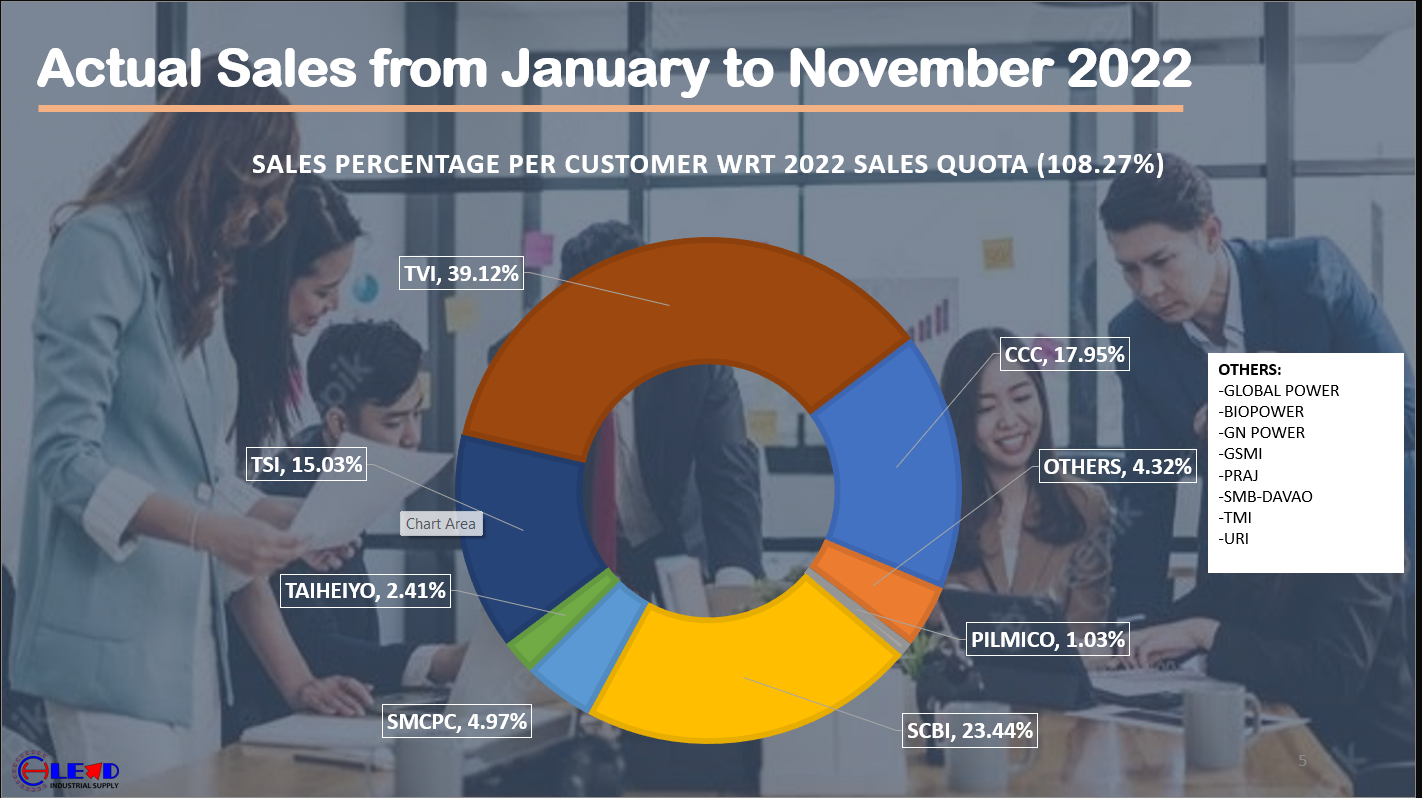 Actual Sales from January to November 2022
SALES PERCENTAGE PER CUSTOMER WRT 2022 SALES QUOTA (108.27%)
TVI, 39.12%
CCC, 17.95%
OTHERS:
-GLOBAL POWER
-BIOPOWER
-GN POWER
-GSMI
-PRAJ
-SMB-DAVAO
-TMI
-URI
TSI, 15.03%
OTHERS, 4.32%
Chart Area
TAIHEIYO, 2.41%
PILMICO, 1.03%
SMCPC, 4.97%
SCBI, 23.44%
5
LEAD
INDUSTRIAL SUPPLY